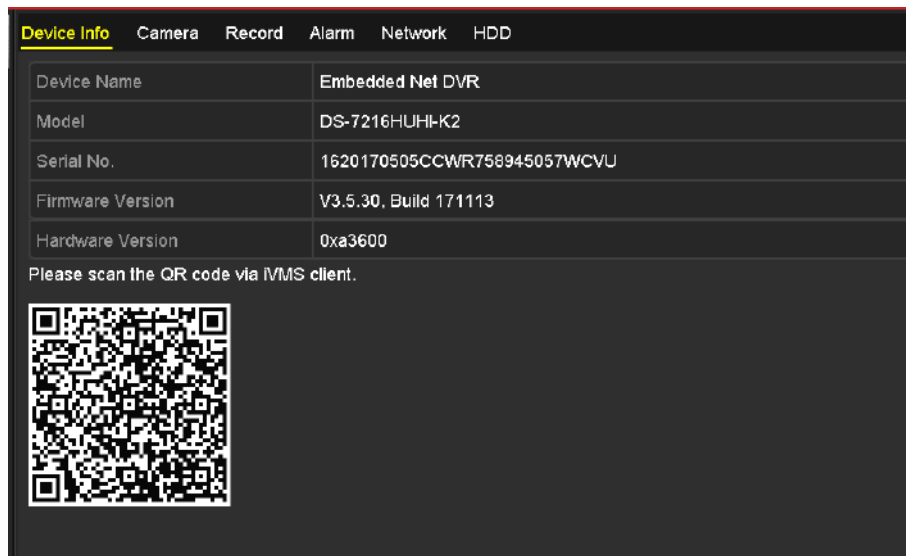 Device Info Camera Record Alarm Network HDD
Device Name Embedded Net DVR
Model DS-7216HUHI-K2
Serial No. 1620170505CCWR758945057WCVU
Firmware Version V3.5.30, Build 171113
Hardware Version 0xa3600
Please scan the QR code via iVMS client.